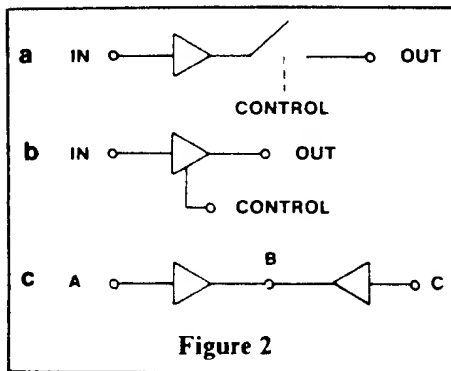 a IN OUT
CONTROL
b IN OUT
CONTROL
B
c A C
Figure 2